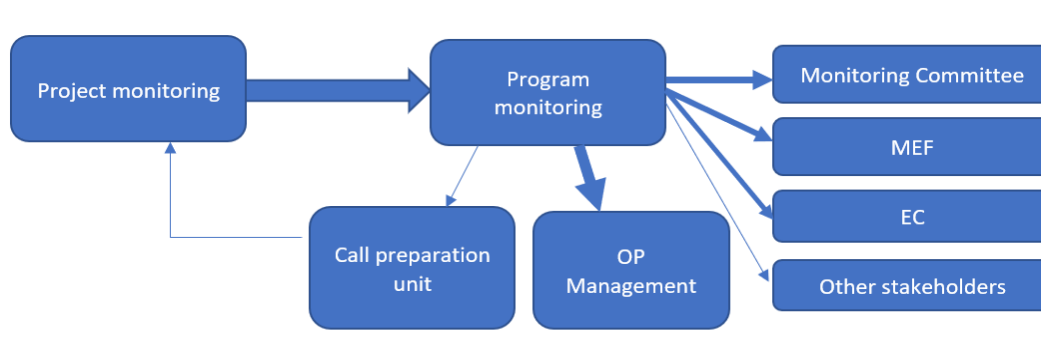 Project monitoring
Program
monitoring
Monitoring Committee
MEF
EC
Other stakeholders
Call preparation
unit
OP
Management